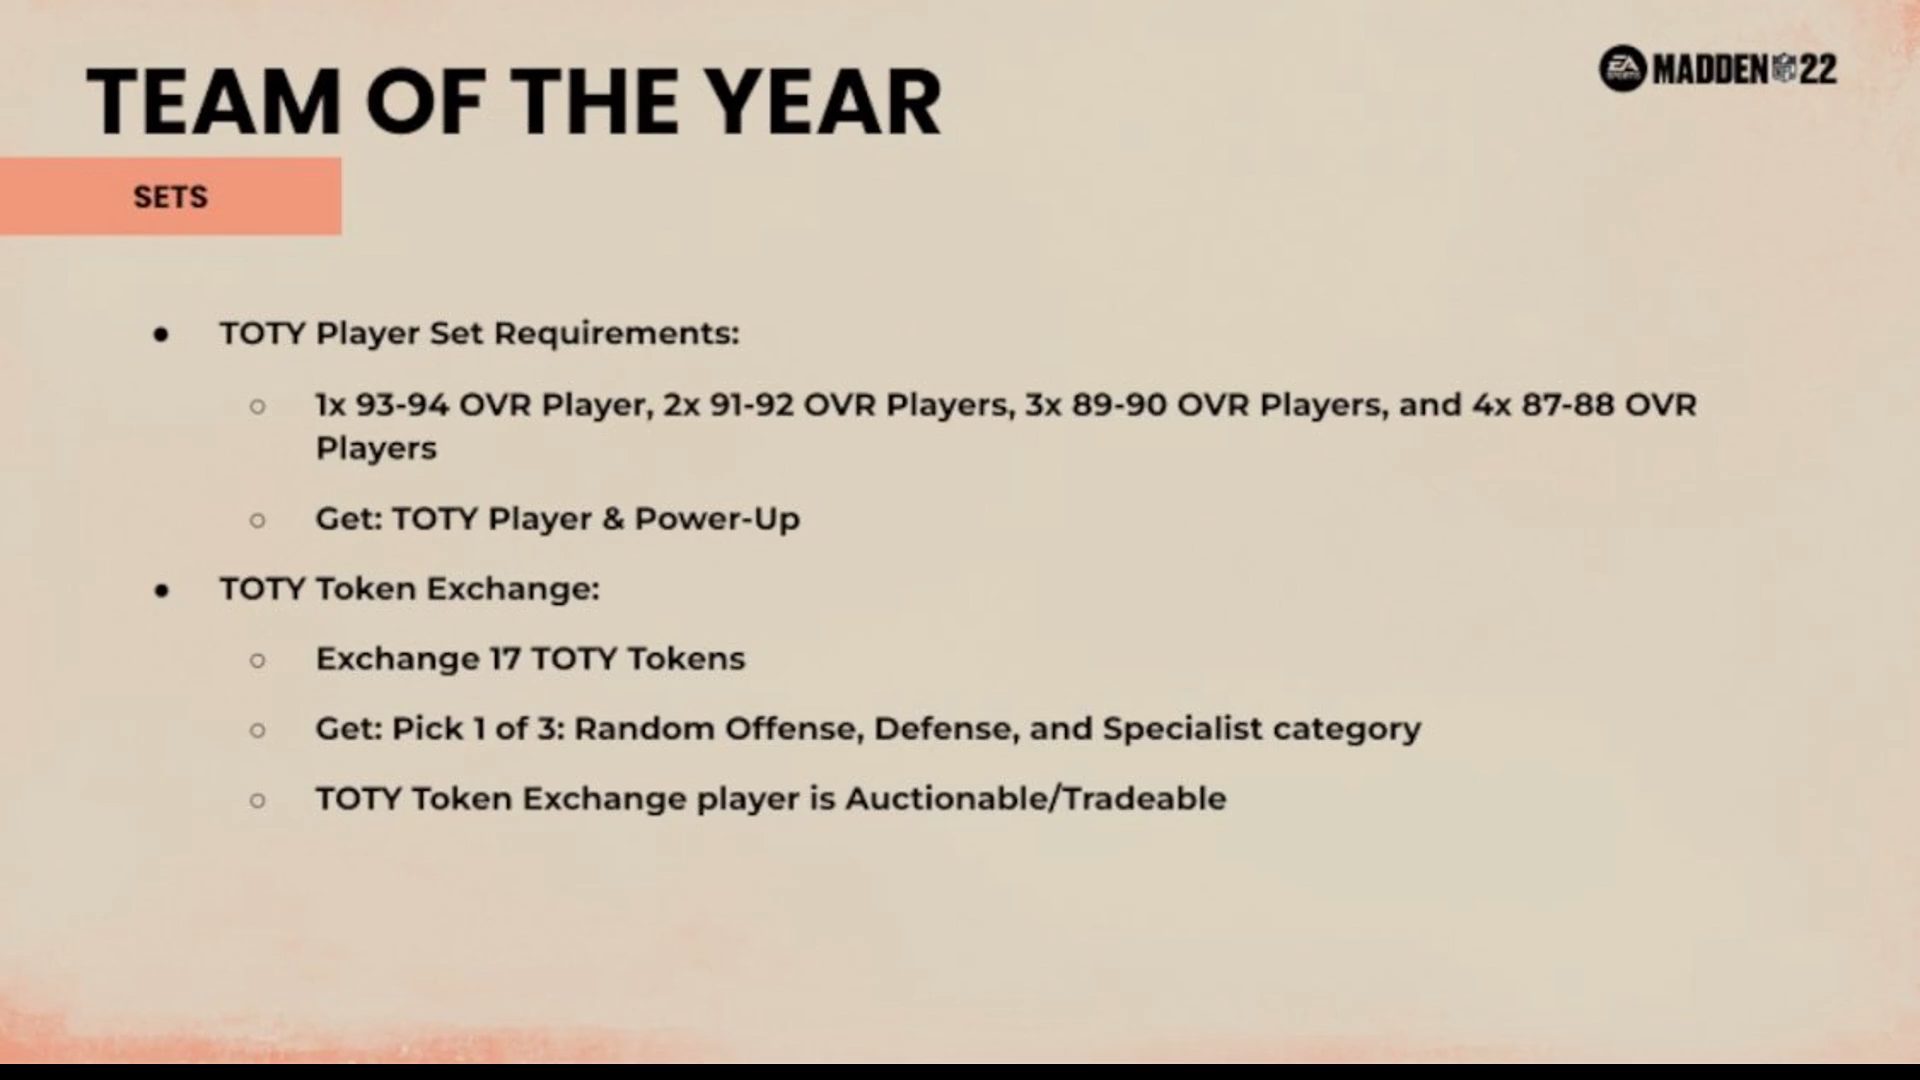 TEAM OF THE YEAR
EA SPORTS MADDEN NFL 22
SETS
● TOTY Player Set Requirements:
○ 1x 93-94 OVR Player, 2x 91-92 OVR Players, 3x 89-90 OVR Players, and 4x 87-88 OVR
Players
○ Get: TOTY Player & Power-Up
● TOTY Token Exchange:
○ Exchange 17 TOTY Tokens
○ Get: Pick 1 of 3: Random Offense, Defense, and Specialist category
○ TOTY Token Exchange player is Auctionable/Tradeable